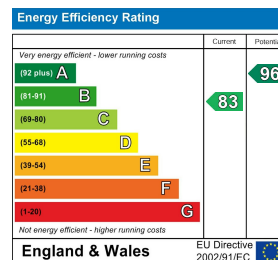 Energy Efficiency Rating
Current Potentia
Very energy efficient - lower running costs
(92 plus) A
96
(81-91) B
83
(69-80) C
(55-68) D
(39-54) E
(21-38) F
(1-20) G
Not energy efficient - higher running costs
England & Wales
EU Directive
2002/91/EC